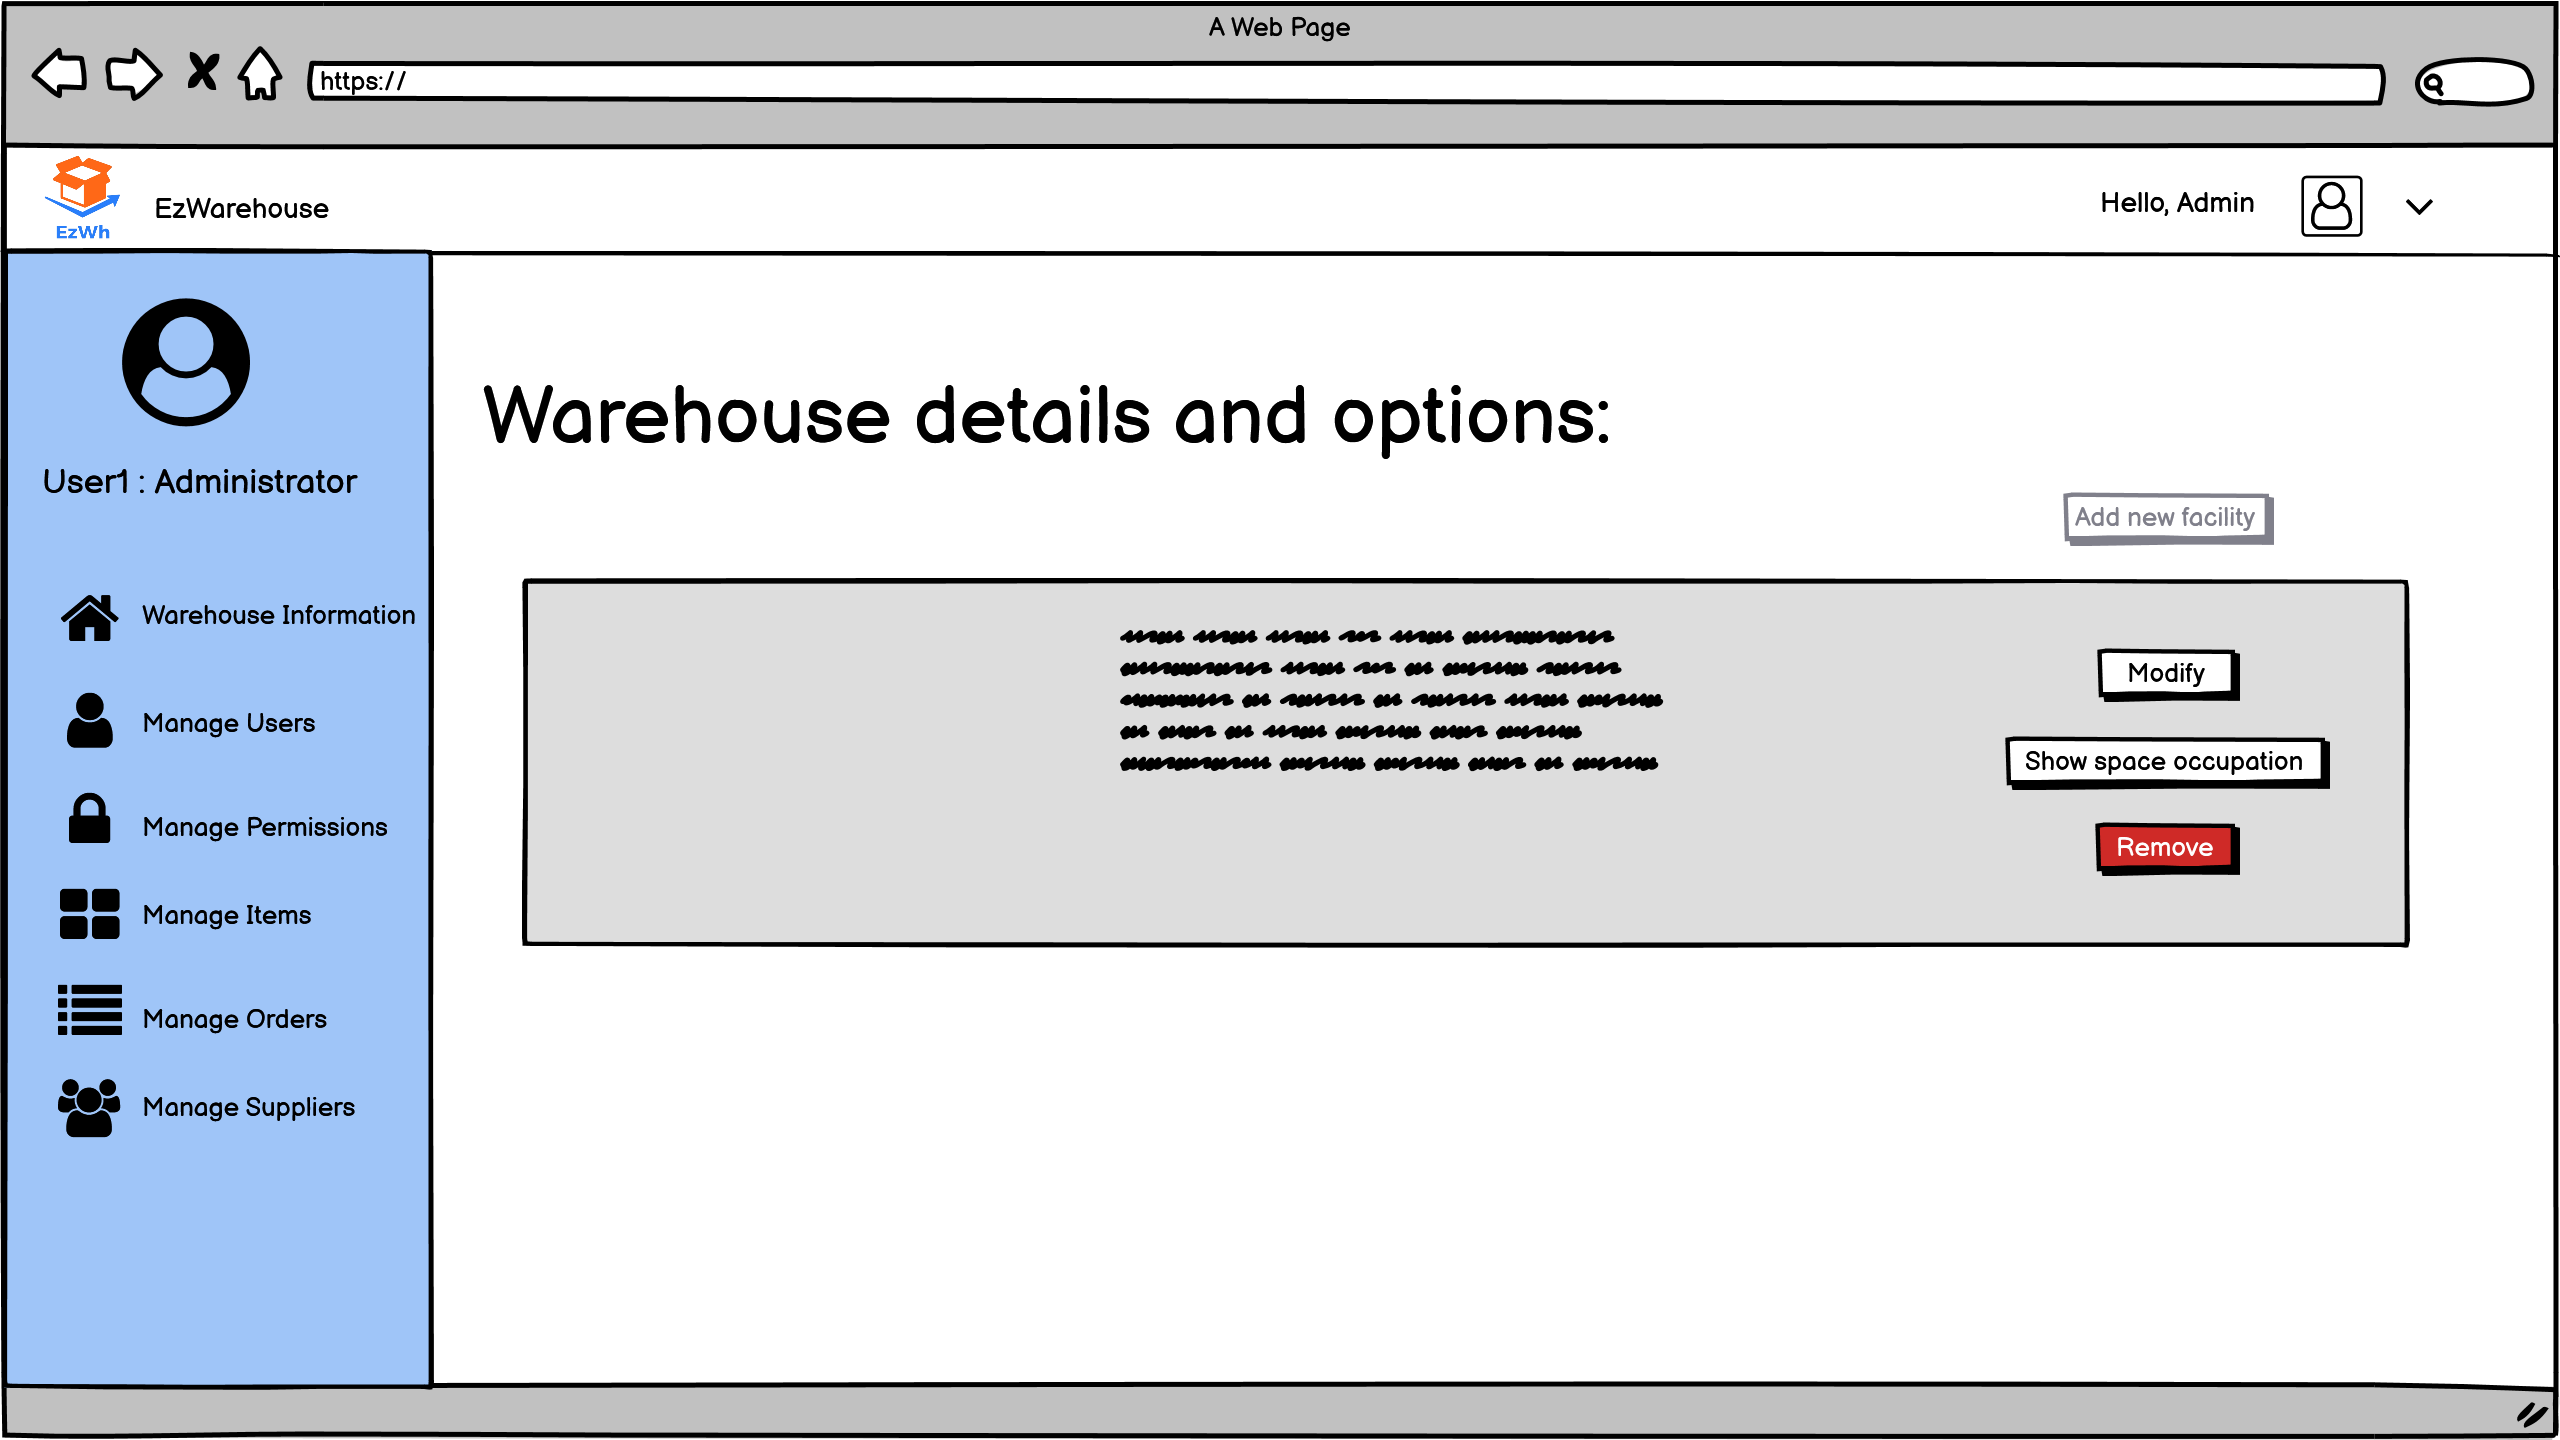 A Web Page
https://
EzWh
EzWarehouse
Hello, Admin
User1 : Administrator
Warehouse Information
Manage Users
Manage Permissions
Manage Items
Manage Orders
Manage Suppliers
Warehouse details and options:
Add new facility
Modify
Show space occupation
Remove